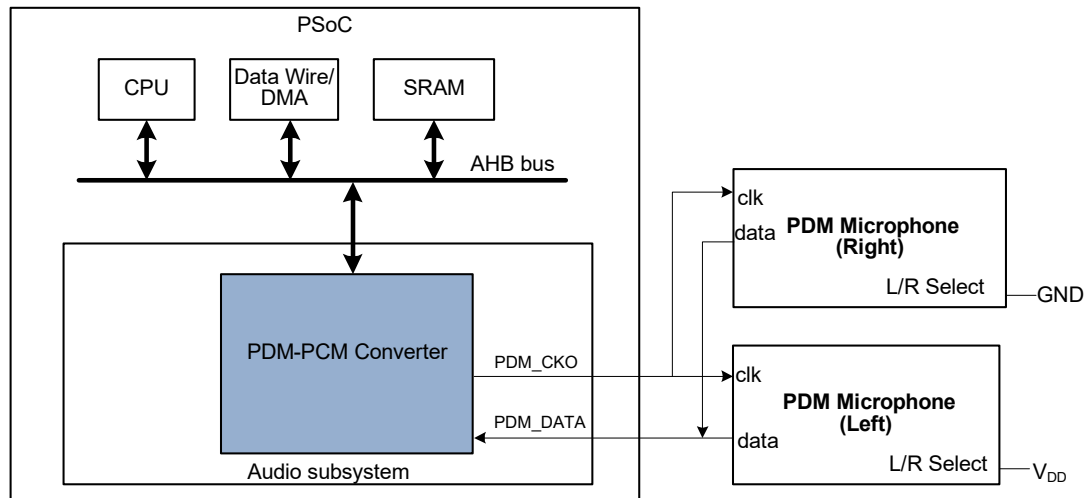 PSoC
CPU
Data Wire/
DMA
SRAM
AHB bus
PDM-PCM Converter
Audio subsystem
PDM_CKO
PDM_DATA
clk
data
PDM Microphone
(Right)
L/R Select
GND
clk
data
PDM Microphone
(Left)
L/R Select
VDD